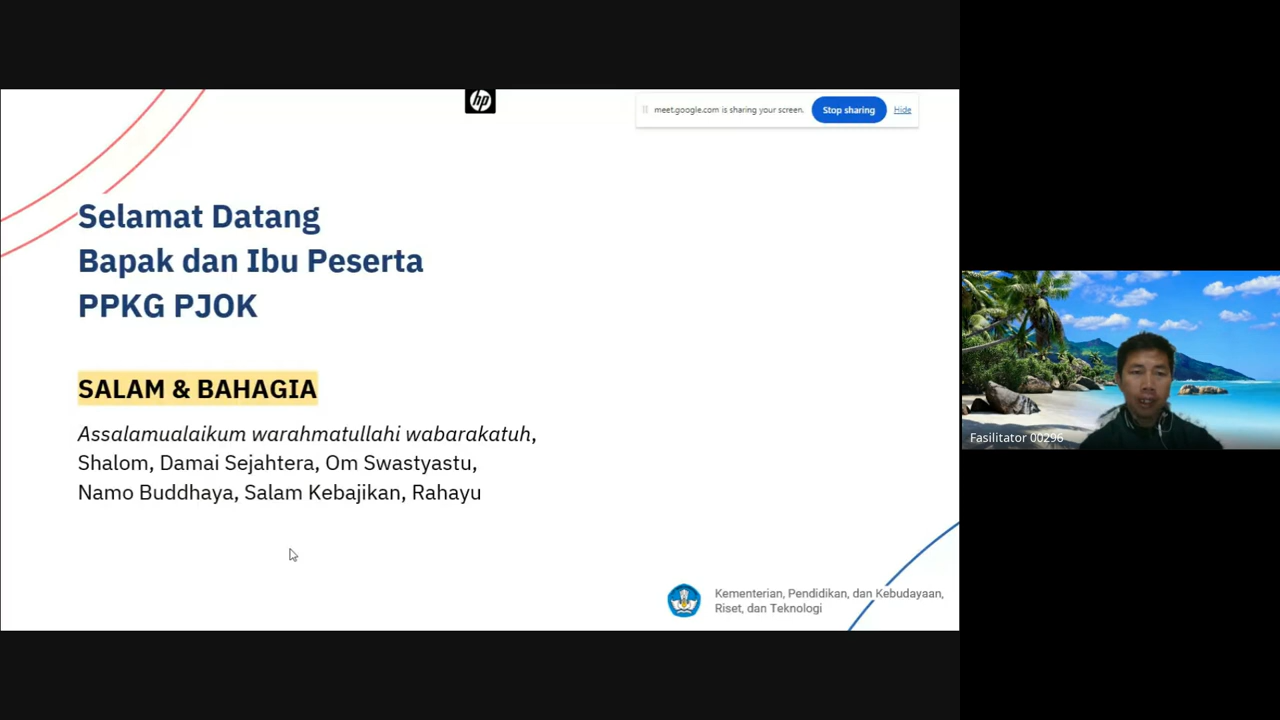 hp
meet.google.com is sharing your screen.
Stop sharing
Hide
Selamat Datang
Bapak dan Ibu Peserta
PPKG PJOK
SALAM & BAHAGIA
Assalamualaikum warahmatullahi wabarakatuh,
Shalom, Damai Sejahtera, Om Swastyastu,
Namo Buddhaya, Salam Kebajikan, Rahayu
Kementerian, Pendidikan, dan Kebudayaan,
Riset, dan Teknologi
Fasilitator 00296